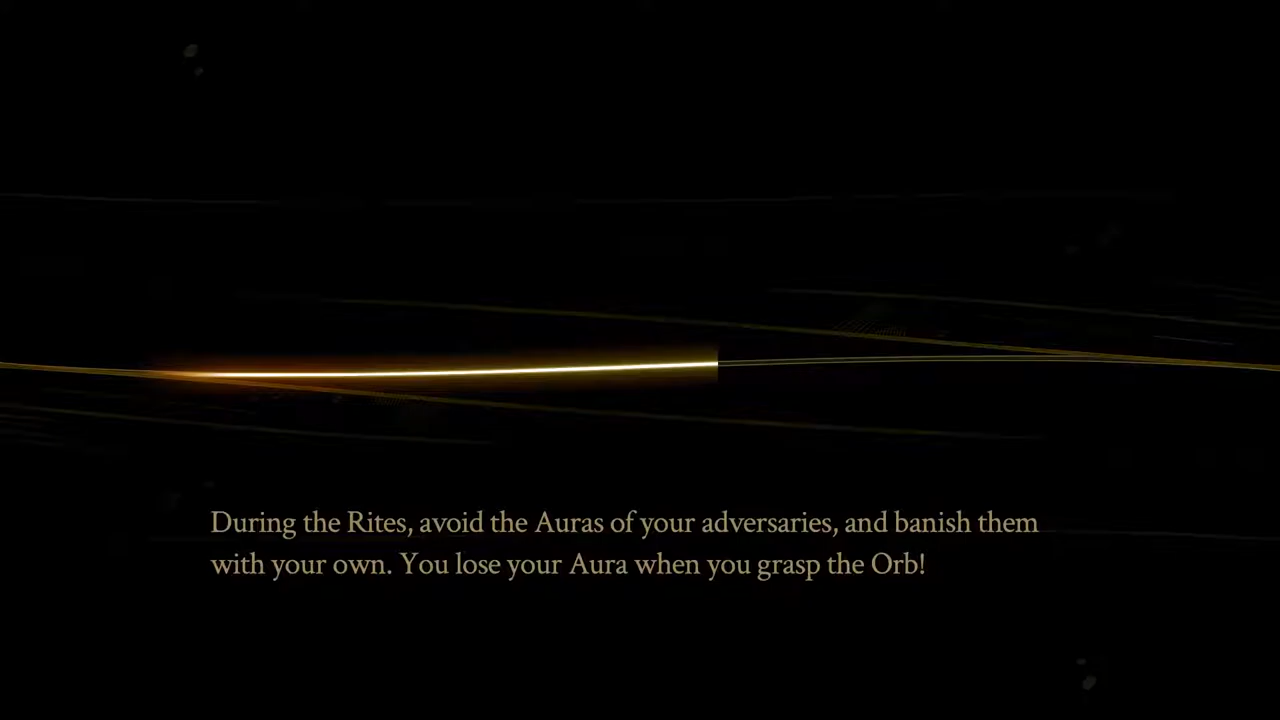 During the Rites, avoid the Auras of your adversaries, and banish them
with your own. You lose your Aura when you grasp the Orb!